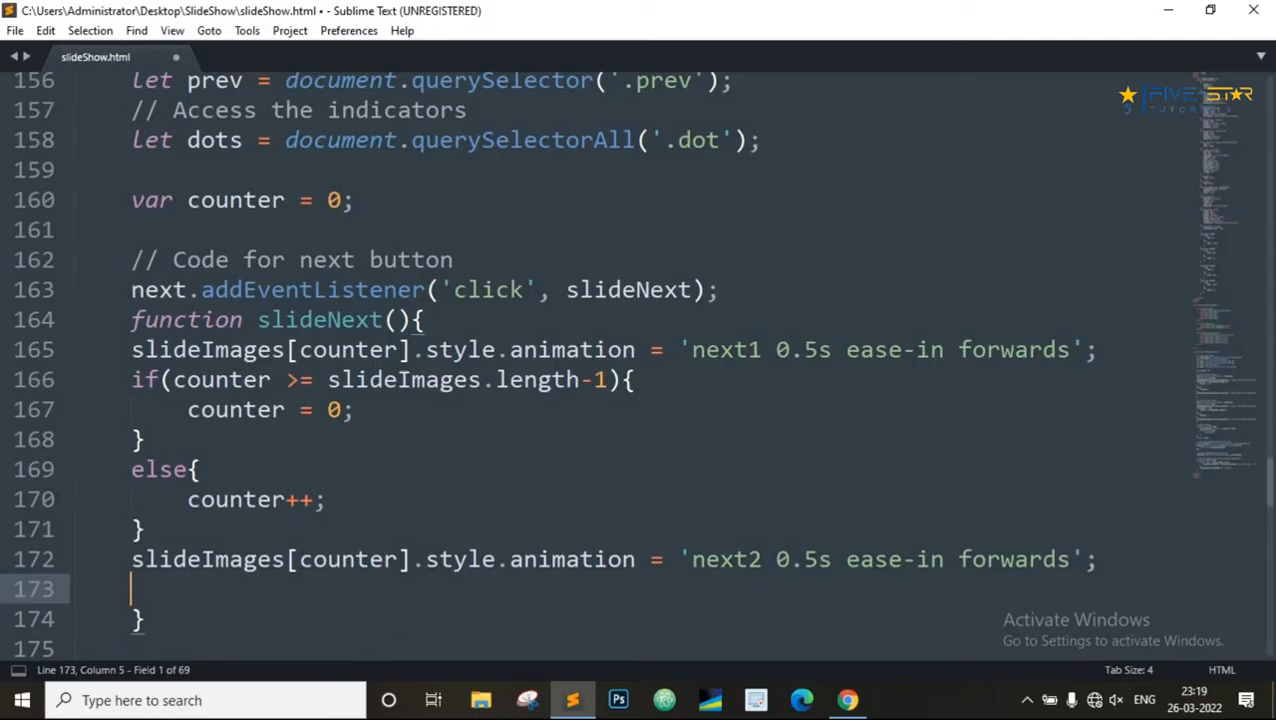 C:\Users\Administrator\Desktop\SlideShow\slideShow.html • - Sublime Text (UNREGISTERED)
File Edit Selection Find View Goto Tools Project Preferences Help
slideShow.html
156 let prev = document.querySelector('.prev');
157 // Access the indicators
158 let dots = document.querySelectorAll('.dot');
159
160 var counter = 0;
161
162 // Code for next button
163 next.addEventListener('click', slideNext);
164 function slideNext(){
165 slideImages[counter].style.animation = 'next1 0.5s ease-in forwards';
166 if(counter >= slideImages.length-1){
167 counter = 0;
168 }
169 else{
170 counter++;
171 }
172 slideImages[counter].style.animation = 'next2 0.5s ease-in forwards';
173
174 }
175
FIVE STAR
Activate Windows
Go to Settings to activate Windows.
Line 173, Column 5 - Field 1 of 69
Tab Size: 4 HTML
Type here to search
Ps
ENG
23:19
26-03-2022